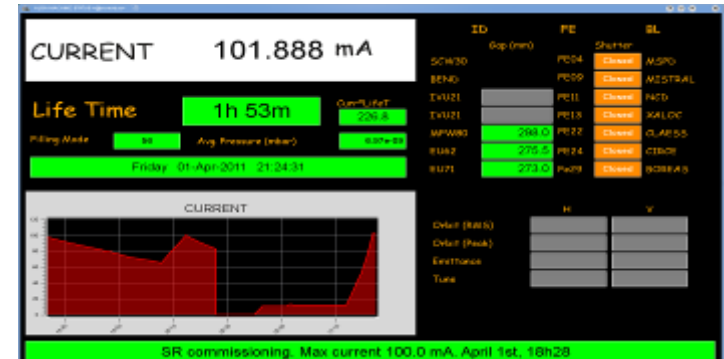 CURRENT 101.888 mA
Life Time 1h 53m Curr*LifeT 226.8
Filling Mode Avg. Pressure (mbar)
Friday 01-Apr-2011 21:24:31
CURRENT
ID FE BL
Gap (mm) Shutter
SCW30 FE04 Closed MSPD
BEND FE09 Closed MISTRAL
IVU21 FE11 Closed NCD
IVU21 FE13 Closed XALOC
MPW80 298.0 FE22 Closed CLAESS
EU62 275.5 FE24 Closed CIRCE
EU71 273.0 Fe29 Closed BOREAS
H V
Orbit (RMS)
Orbit (Peak)
Emittance
Tune
SR commissioning. Max current 100.0 mA. April 1st, 18h28